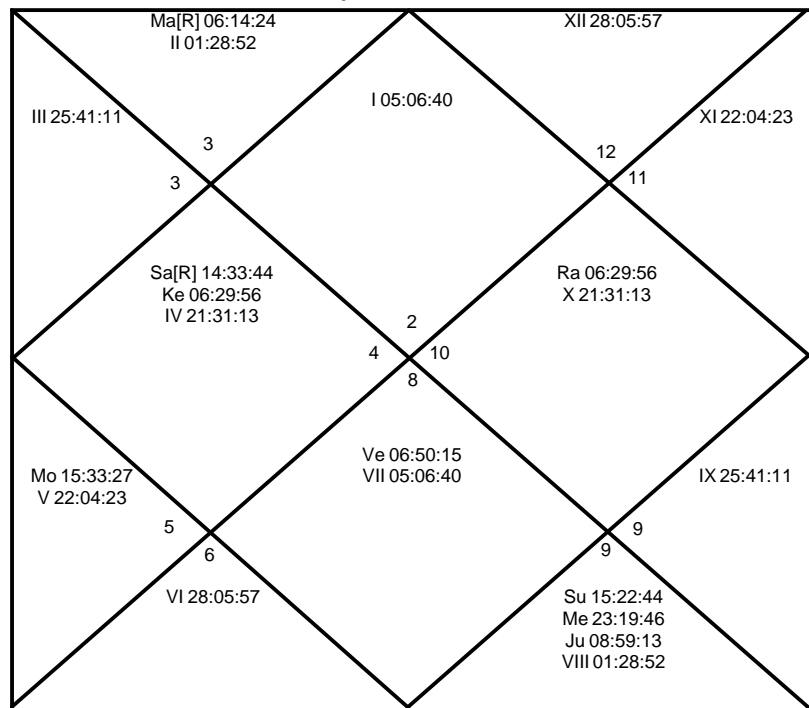 Ma[R] 06:14:24
II 01:28:52
XII 28:05:57
I 05:06:40
III 25:41:11
XI 22:04:23
3
12
3
11
Sa[R] 14:33:44
Ke 06:29:56
IV 21:31:13
Ra 06:29:56
X 21:31:13
2
4
10
8
Mo 15:33:27
V 22:04:23
Ve 06:50:15
VII 05:06:40
IX 25:41:11
5
9
6
9
VI 28:05:57
Su 15:22:44
Me 23:19:46
Ju 08:59:13
VIII 01:28:52